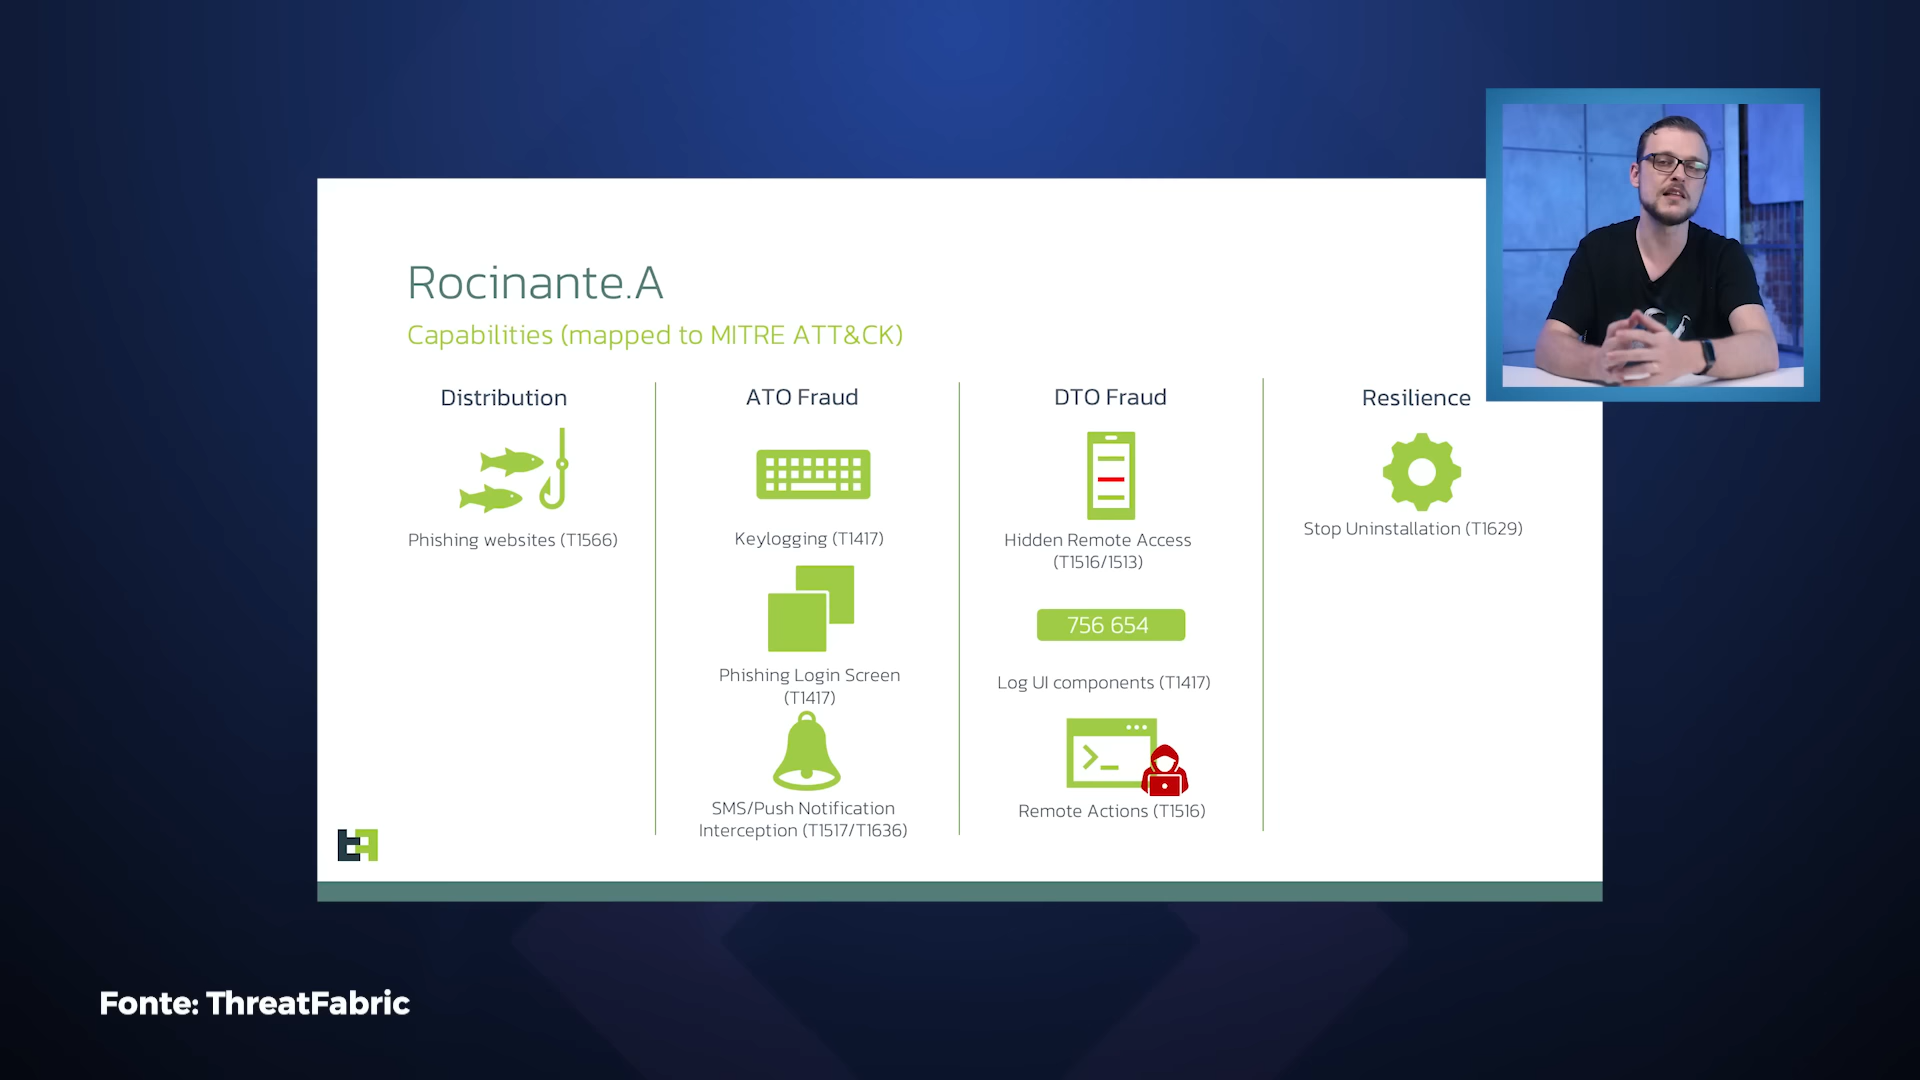 Rocinante.A
Capabilities (mapped to MITRE ATT&CK)
Distribution
Phishing websites (T1566)
ATO Fraud
Keylogging (T1417)
Phishing Login Screen
(T1417)
SMS/Push Notification
Interception (T1517/T1636)
DTO Fraud
Hidden Remote Access
(T1516/1513)
756 654
Log UI components (T1417)
Remote Actions (T1516)
Resilience
Stop Uninstallation (T1629)
Fonte: ThreatFabric